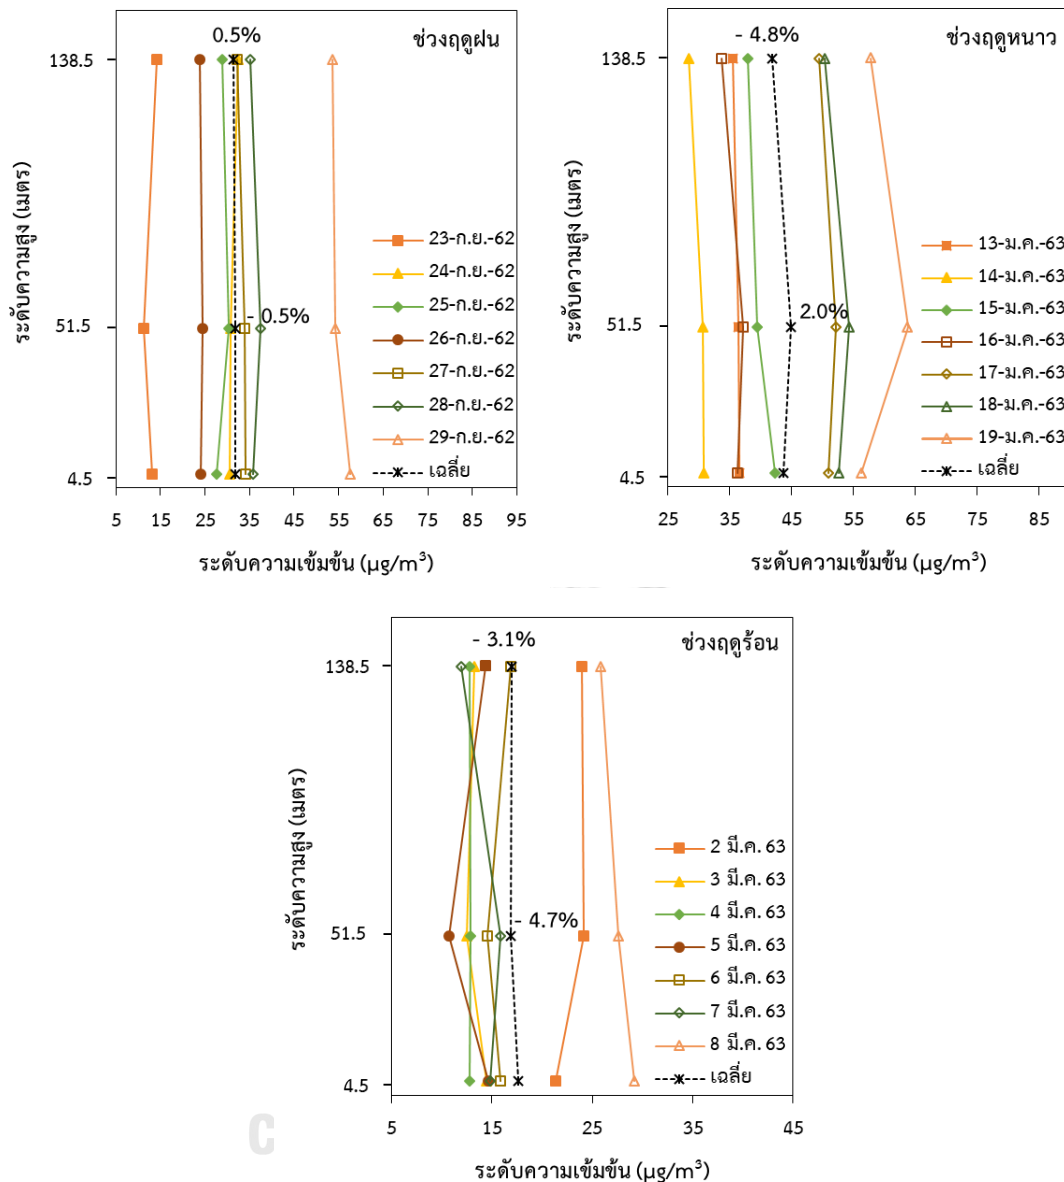 0.5%
ช่วงฤดูฝน
138.5
51.5
4.5
ระดับความสูง (เมตร)
- 0.5%
23-ก.ย.-62
24-ก.ย.-62
25-ก.ย.-62
26-ก.ย.-62
27-ก.ย.-62
28-ก.ย.-62
29-ก.ย.-62
เฉลี่ย
5 15 25 35 45 55 65 75 85 95
ระดับความเข้มข้น (µg/m³)
- 4.8%
ช่วงฤดูหนาว
138.5
51.5
4.5
ระดับความสูง (เมตร)
2.0%
13-ม.ค.-63
14-ม.ค.-63
15-ม.ค.-63
16-ม.ค.-63
17-ม.ค.-63
18-ม.ค.-63
19-ม.ค.-63
เฉลี่ย
25 35 45 55 65 75 85
ระดับความเข้มข้น (µg/m³)
- 3.1%
ช่วงฤดูร้อน
138.5
51.5
4.5
ระดับความสูง (เมตร)
- 4.7%
2 มี.ค. 63
3 มี.ค. 63
4 มี.ค. 63
5 มี.ค. 63
6 มี.ค. 63
7 มี.ค. 63
8 มี.ค. 63
เฉลี่ย
5 15 25 35 45
ระดับความเข้มข้น (µg/m³)